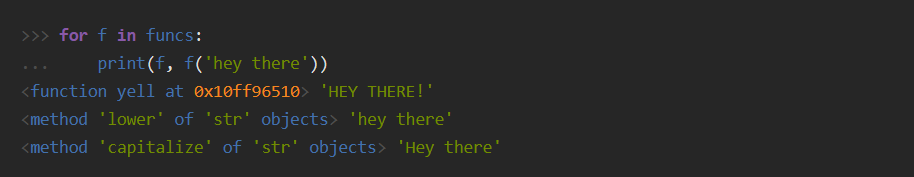 >>> for f in funcs:
...     print(f, f('hey there'))
<function yell at 0x10ff96510> 'HEY THERE!'
<method 'lower' of 'str' objects> 'hey there'
<method 'capitalize' of 'str' objects> 'Hey there'